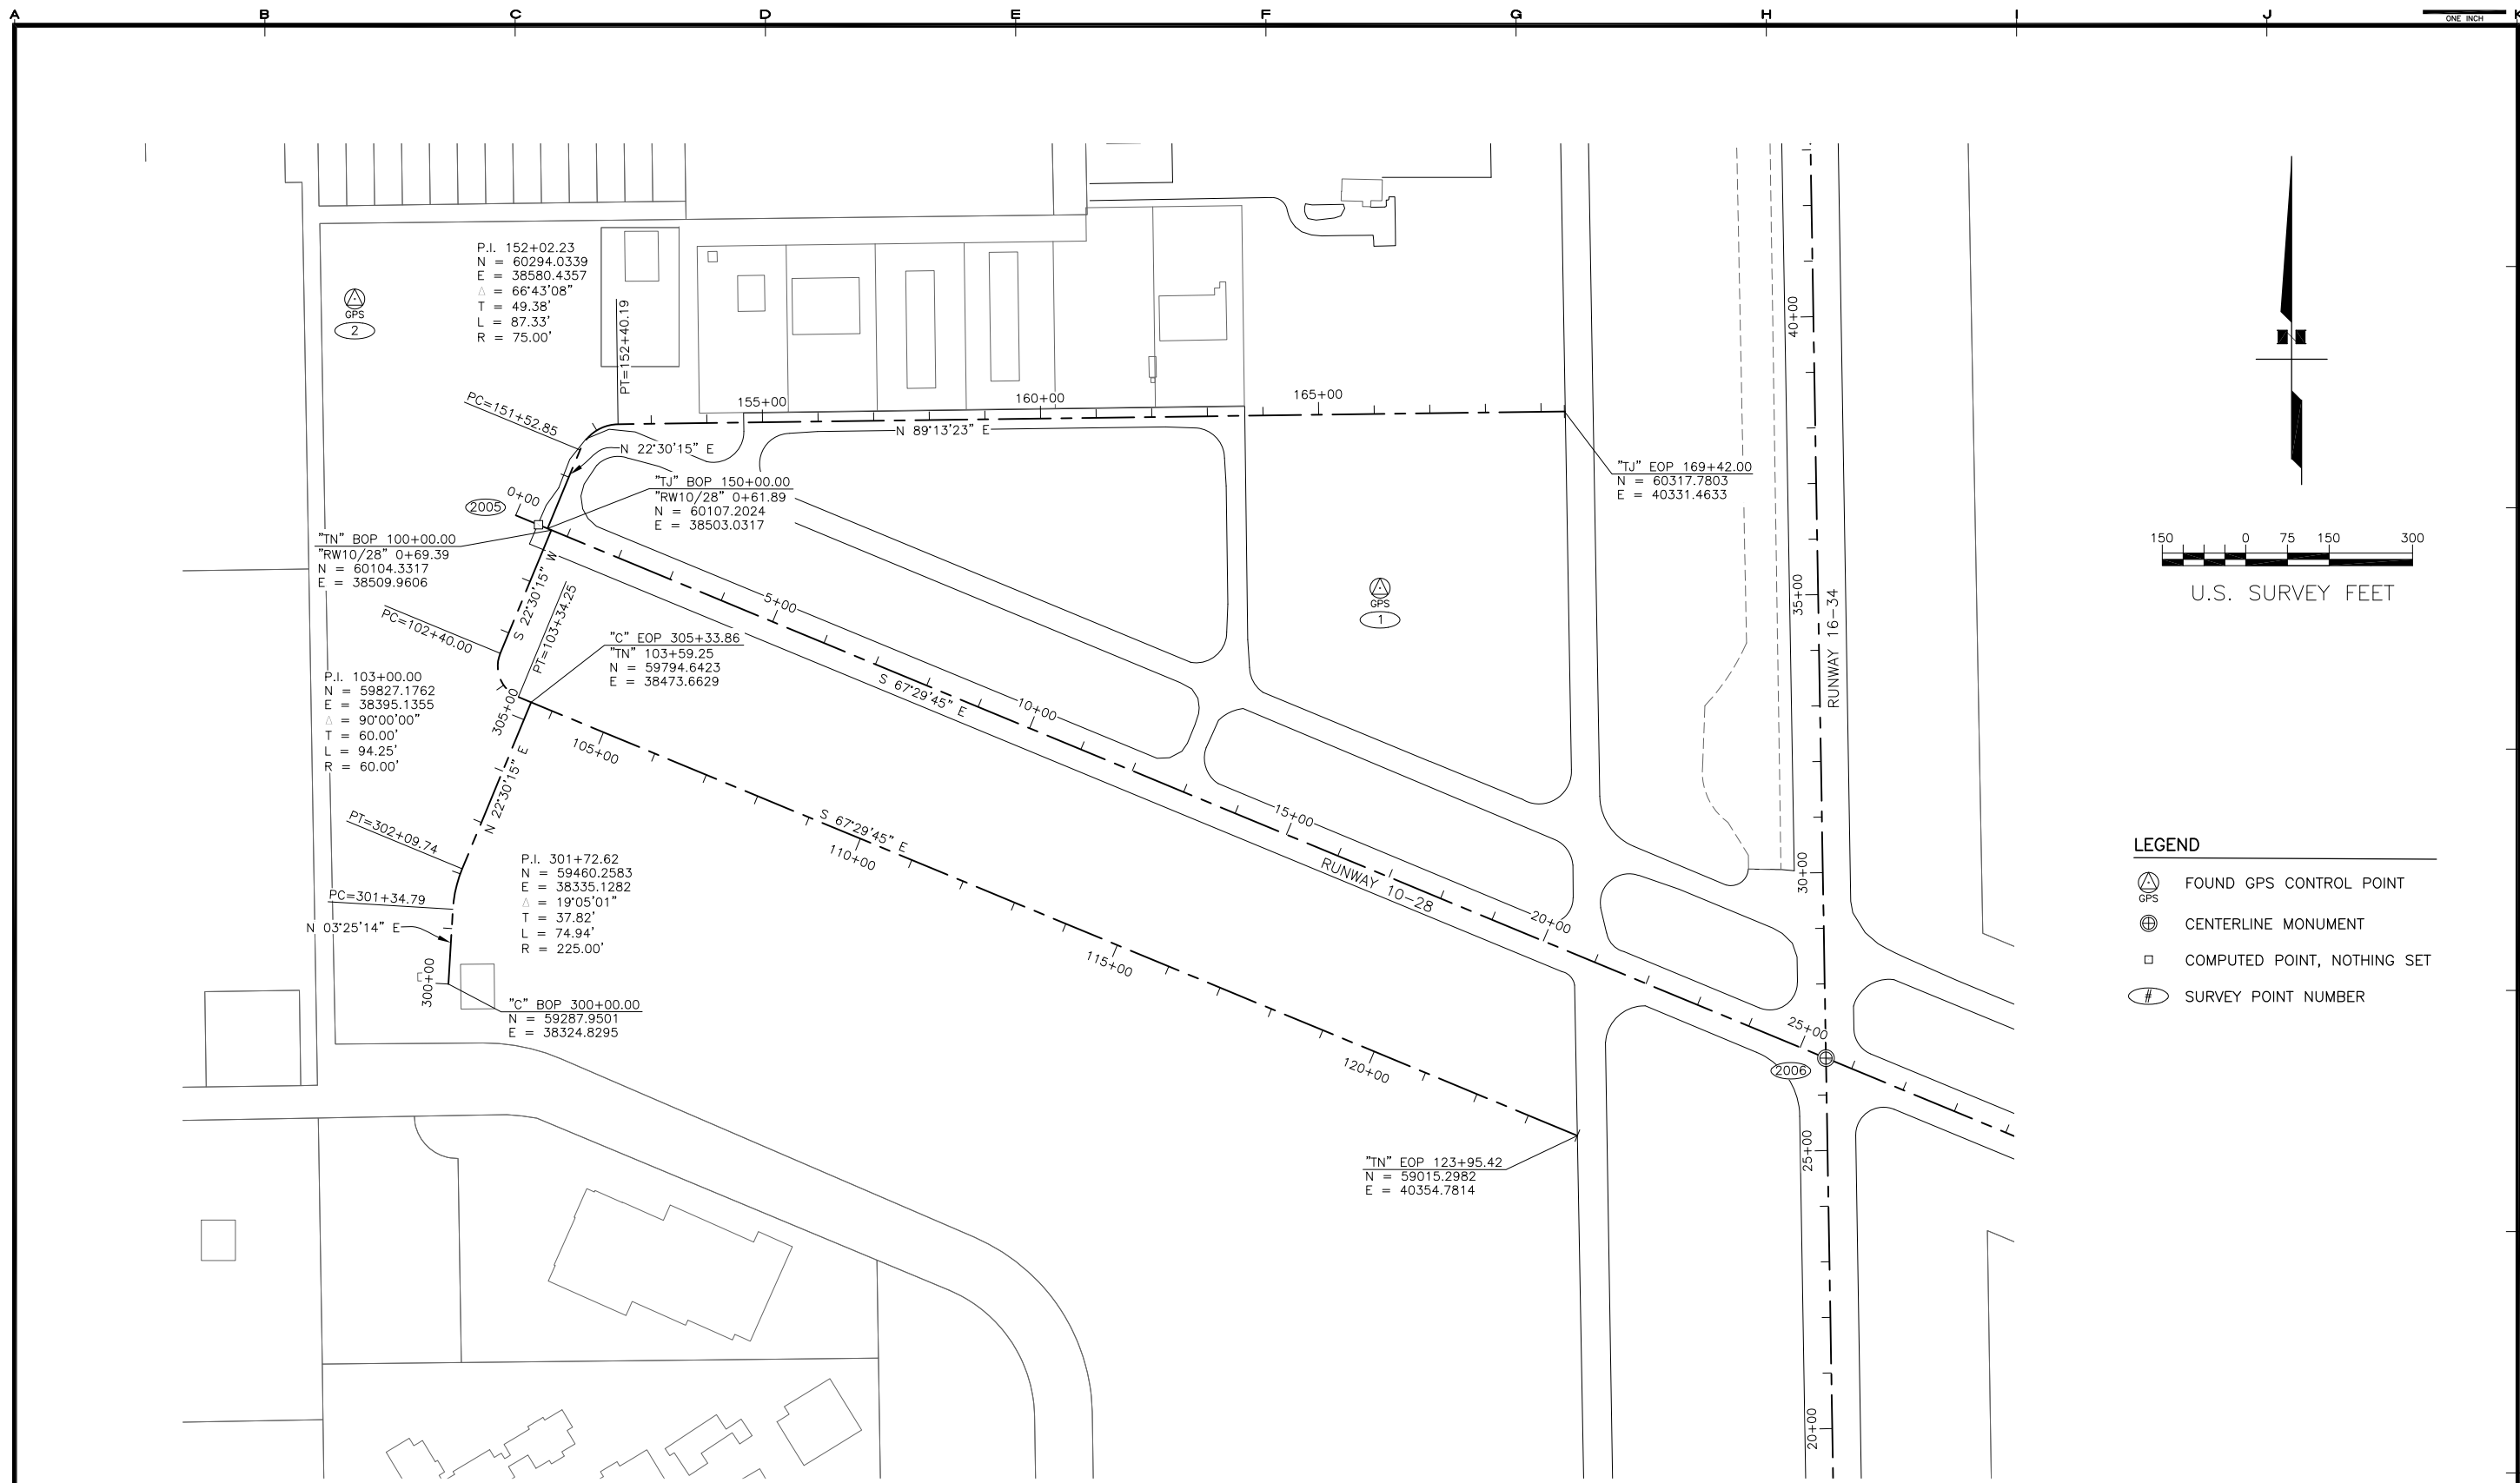 A B C D E F G H I J K
ONE INCH
P.I. 152+02.23
N = 60294.0339
E = 38580.4357
Δ = 66°43'08"
T = 49.38'
L = 87.33'
R = 75.00'
GPS
2
PT=152+40.19
PC=151+52.85
155+00
160+00
165+00
N 89°13'23" E
N 22°30'15" E
"TJ" BOP 150+00.00
"RW10/28" 0+61.89
N = 60107.2024
E = 38503.0317
"TJ" EOP 169+42.00
N = 60317.7803
E = 40331.4633
0+00
2005
"TN" BOP 100+00.00
"RW10/28" 0+69.39
N = 60104.3317
E = 38509.9606
S 22°30'15" W
PC=102+40.00
PT=103+34.25
"C" EOP 305+33.86
"TN" 103+59.25
N = 59794.6423
E = 38473.6629
P.I. 103+00.00
N = 59827.1762
E = 38395.1355
Δ = 90°00'00"
T = 60.00'
L = 94.25'
R = 60.00'
305+00
105+00
N 22°30'15" E
PT=302+09.74
PC=301+34.79
N 03°25'14" E
300+00
P.I. 301+72.62
N = 59460.2583
E = 38335.1282
Δ = 19°05'01"
T = 37.82'
L = 74.94'
R = 225.00'
"C" BOP 300+00.00
N = 59287.9501
E = 38324.8295
5+00
S 67°29'45" E
10+00
15+00
RUNWAY 10-28
20+00
25+00
2006
S 67°29'45" E
110+00
115+00
120+00
"TN" EOP 123+95.42
N = 59015.2982
E = 40354.7814
GPS
1
40+00
35+00
RUNWAY 16-34
30+00
25+00
20+00
150 0 75 150 300
U.S. SURVEY FEET
LEGEND
GPS FOUND GPS CONTROL POINT
CENTERLINE MONUMENT
COMPUTED POINT, NOTHING SET
# SURVEY POINT NUMBER